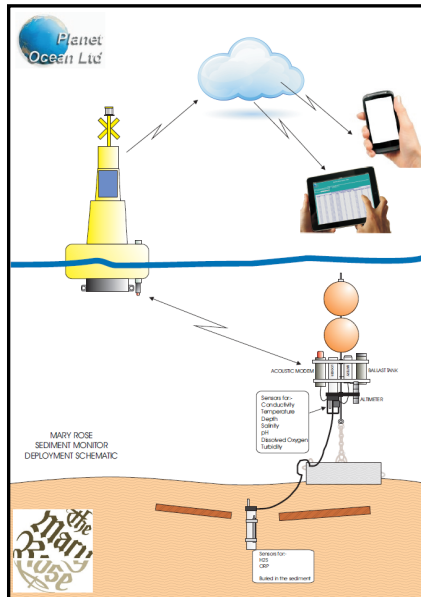 Planet
Ocean Ltd
ACOUSTIC MODEM
BALLAST TANK
ALTIMETER
Sensors for:-
Conductivity
Temperature
Depth
Salinity
pH
Dissolved Oxygen
Turbidity
MARY ROSE
SEDIMENT MONITOR
DEPLOYMENT SCHEMATIC
Sensors for:-
H2S
ORP
Buried in the sediment
the
Mary
Rose